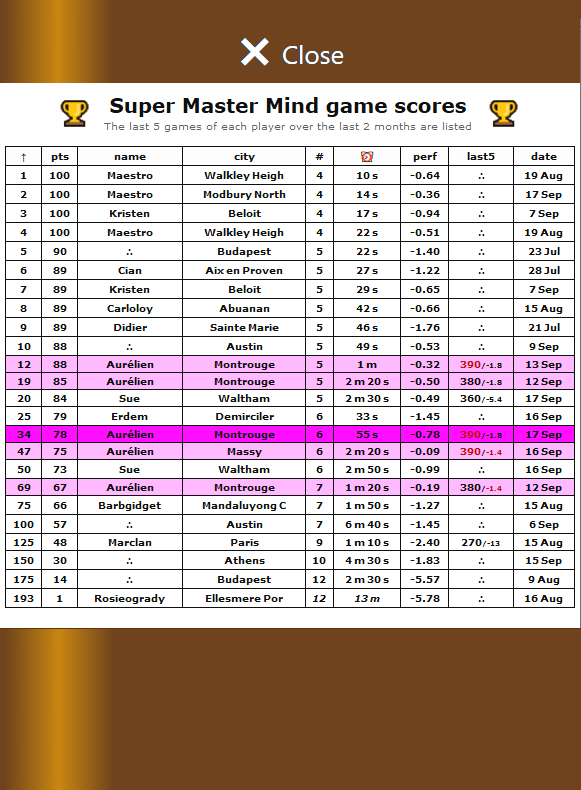 ✕ Close
Super Master Mind game scores
The last 5 games of each player over the last 2 months are listed
↑ pts name city # ⏰ perf last5 date
1 100 Maestro Walkley Heigh 4 10 s -0.64 ∴ 19 Aug
2 100 Maestro Modbury North 4 14 s -0.36 ∴ 17 Sep
3 100 Kristen Beloit 4 17 s -0.94 ∴ 7 Sep
4 100 Maestro Walkley Heigh 4 22 s -0.51 ∴ 19 Aug
5 90 ∴ Budapest 5 22 s -1.40 ∴ 23 Jul
6 89 Cian Aix en Proven 5 27 s -1.22 ∴ 28 Jul
7 89 Kristen Beloit 5 29 s -0.65 ∴ 7 Sep
8 89 Carloloy Abuanan 5 42 s -0.66 ∴ 15 Aug
9 89 Didier Sainte Marie 5 46 s -1.76 ∴ 21 Jul
10 88 ∴ Austin 5 49 s -0.53 ∴ 9 Sep
12 88 Aurélien Montrouge 5 1 m -0.32 390/-1.8 13 Sep
19 85 Aurélien Montrouge 5 2 m 20 s -0.50 380/-1.8 12 Sep
20 84 Sue Waltham 5 2 m 30 s -0.49 360/-5.4 17 Sep
25 79 Erdem Demirciler 6 33 s -1.45 ∴ 16 Sep
34 78 Aurélien Montrouge 6 55 s -0.78 390/-1.8 17 Sep
47 75 Aurélien Massy 6 2 m 20 s -0.09 390/-1.4 16 Sep
50 73 Sue Waltham 6 2 m 50 s -0.99 ∴ 16 Sep
69 67 Aurélien Montrouge 7 1 m 20 s -0.19 380/-1.4 12 Sep
75 66 Barbgidget Mandaluyong C 7 1 m 50 s -1.27 ∴ 15 Aug
100 57 ∴ Austin 7 6 m 40 s -1.45 ∴ 6 Sep
125 48 Marclan Paris 9 1 m 10 s -2.40 270/-13 15 Aug
150 30 ∴ Athens 10 4 m 30 s -1.83 ∴ 15 Sep
175 14 ∴ Budapest 12 2 m 30 s -5.57 ∴ 9 Aug
193 1 Rosieogrady Ellesmere Por 12 13 m -5.78 ∴ 16 Aug